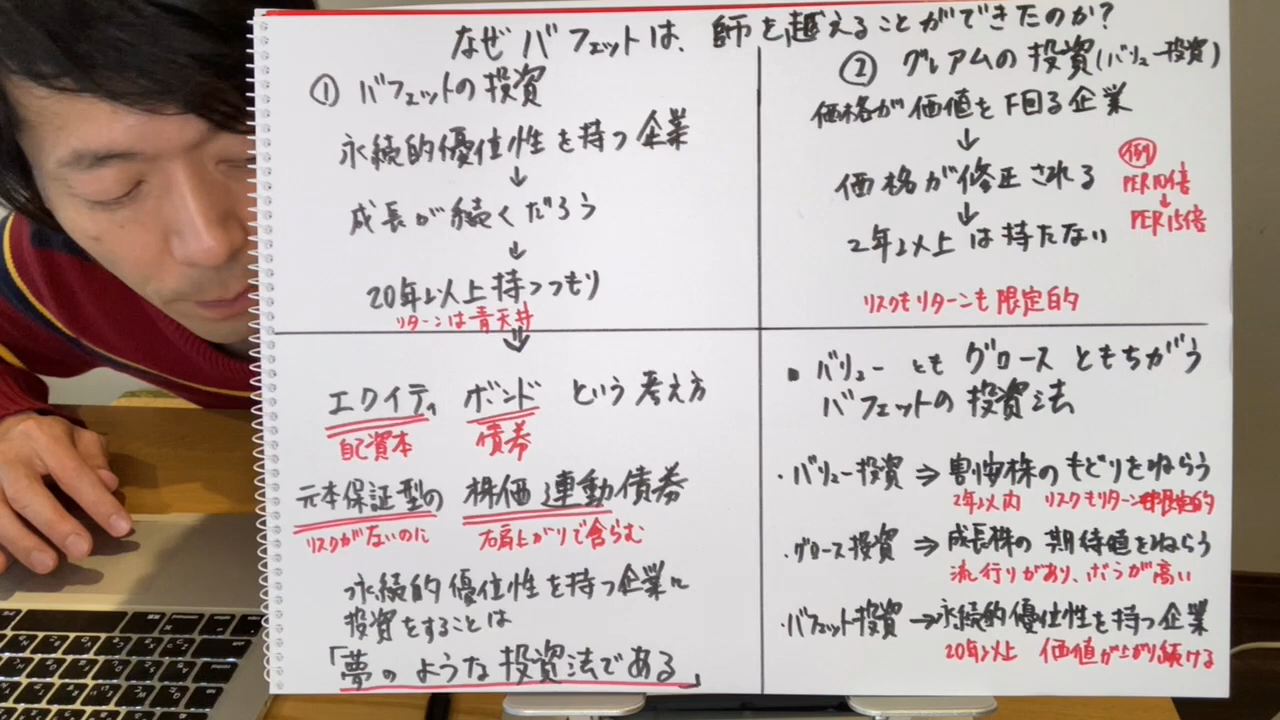 なぜバフェットは、師を越えることができたのか?
① バフェットの投資
永続的優位性を持つ企業
↓
成長が続くだろう
↓
20年以上持つつもり
リターンは青天井
↓
エクイティ ボンド という考え方
自己資本 債券
元本保証型の 株価連動債券
リスクがないのに 右肩上がりで含らむ
永続的優位性を持つ企業に
投資をすることは
「夢のような投資法である」
② グレアムの投資(バリュー投資)
価格が価値を下回る企業
↓
価格が修正される
↓
2年以上は持たない
例
PER10倍
↓
PER15倍
リスクもリターンも限定的
・バリューともグロースともちがう
バフェットの投資法
・バリュー投資 ⇒ 割安株のもどりをねらう
2年以内 リスクもリターンも限定的
・グロース投資 ⇒ 成長株の期待値をねらう
流行りがあり、ボラが高い
・バフェット投資 → 永続的優位性を持つ企業
20年以上 価値が上がり続ける